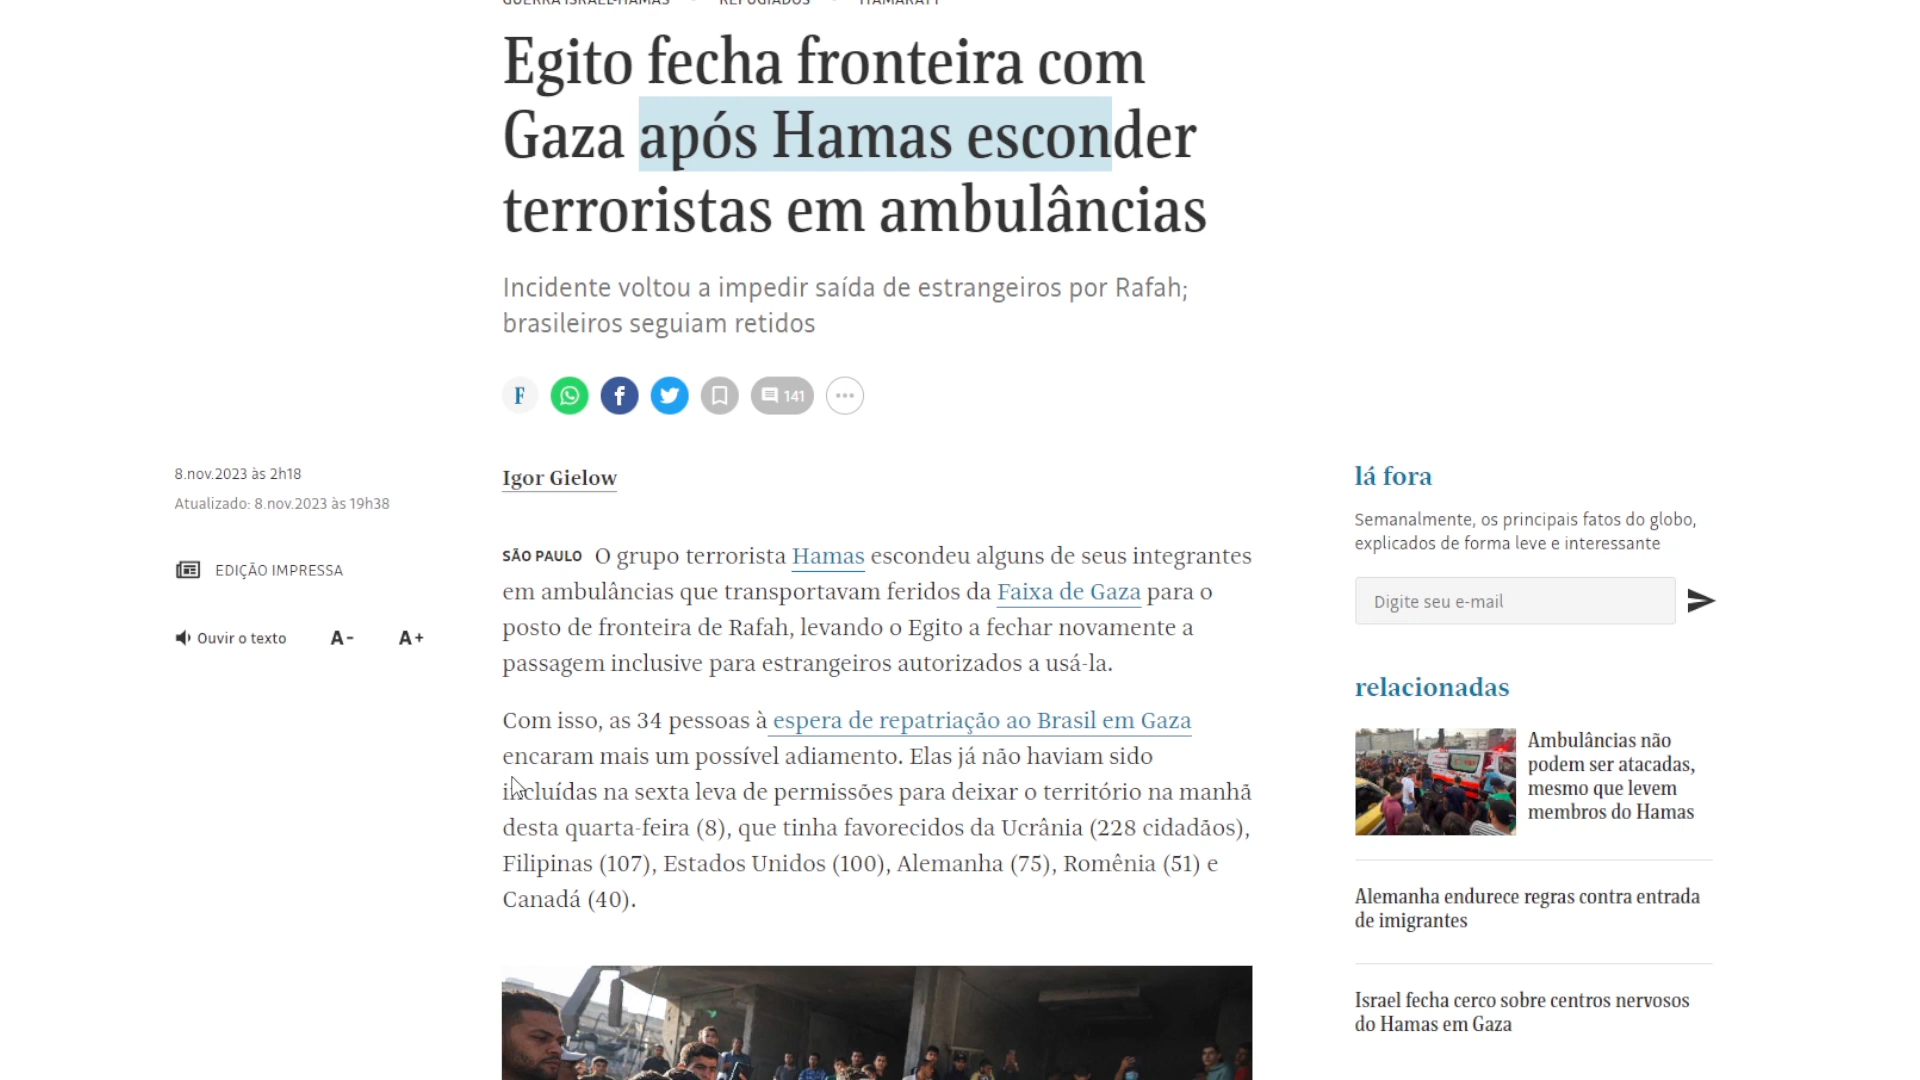 GUERRA ISRAEL-HAMAS REFUGIADOS ITAMARATY
Egito fecha fronteira com
Gaza após Hamas esconder
terroristas em ambulâncias
Incidente voltou a impedir saída de estrangeiros por Rafah;
brasileiros seguiam retidos
F
f
141
8.nov.2023 às 2h18
Atualizado: 8.nov.2023 às 19h38
EDIÇÃO IMPRESSA
Ouvir o texto A- A+
Igor Gielow
SÃO PAULO O grupo terrorista Hamas escondeu alguns de seus integrantes
em ambulâncias que transportavam feridos da Faixa de Gaza para o
posto de fronteira de Rafah, levando o Egito a fechar novamente a
passagem inclusive para estrangeiros autorizados a usá-la.
Com isso, as 34 pessoas à espera de repatriação ao Brasil em Gaza
encaram mais um possível adiamento. Elas já não haviam sido
incluídas na sexta leva de permissões para deixar o território na manhã
desta quarta-feira (8), que tinha favorecidos da Ucrânia (228 cidadãos),
Filipinas (107), Estados Unidos (100), Alemanha (75), Romênia (51) e
Canadá (40).
lá fora
Semanalmente, os principais fatos do globo,
explicados de forma leve e interessante
Digite seu e-mail
relacionadas
Ambulâncias não
podem ser atacadas,
mesmo que levem
membros do Hamas
Alemanha endurece regras contra entrada
de imigrantes
Israel fecha cerco sobre centros nervosos
do Hamas em Gaza